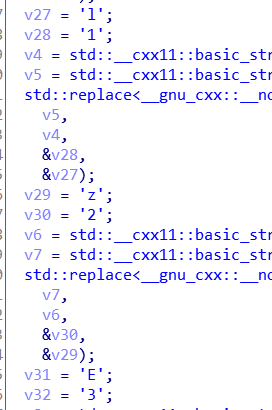 v27 = 'l';
v28 = '1';
v4 = std::__cxx11::basic_str
v5 = std::__cxx11::basic_str
std::replace<__gnu_cxx::__no
v5,
v4,
&v28,
&v27);
v29 = 'z';
v30 = '2';
v6 = std::__cxx11::basic_str
v7 = std::__cxx11::basic_str
std::replace<__gnu_cxx::__no
v7,
v6,
&v30,
&v29);
v31 = 'E';
v32 = '3';